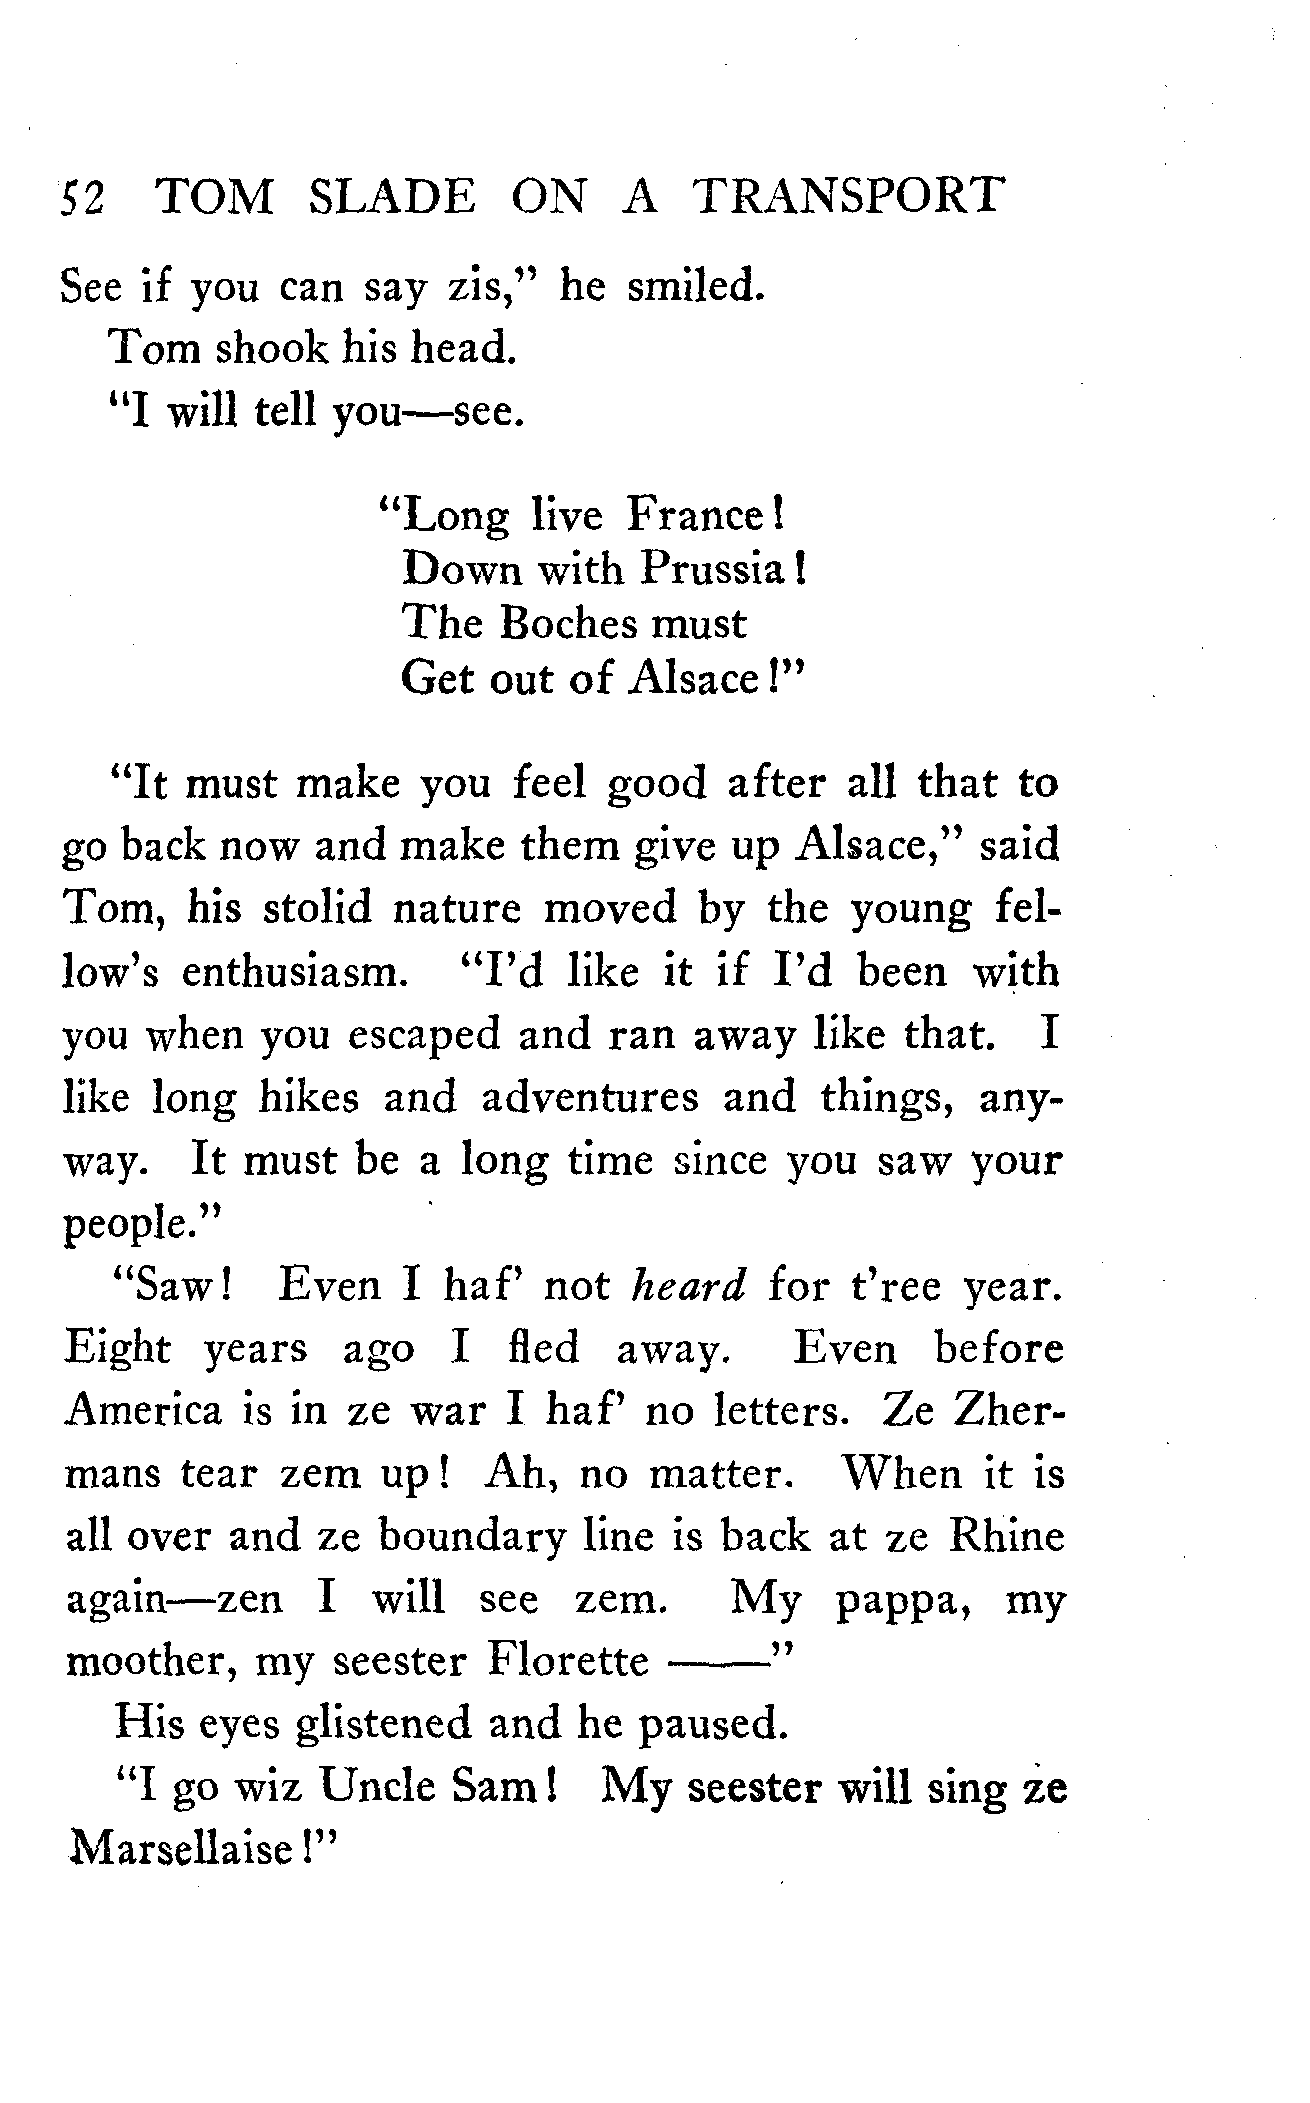 52 TOM SLADE ON A TRANSPORT
See if you can say zis,” he smiled.
Tom shook his head.
“I will tell you—see.
“Long live France!
Down with Prussia!
The Boches must
Get out of Alsace!”
“It must make you feel good after all that to
go back now and make them give up Alsace,” said
Tom, his stolid nature moved by the young fel-
low’s enthusiasm. “I’d like it if I’d been with
you when you escaped and ran away like that. I
like long hikes and adventures and things, any-
way. It must be a long time since you saw your
people.”
“Saw! Even I haf’ not heard for t’ree year.
Eight years ago I fled away. Even before
America is in ze war I haf’ no letters. Ze Zher-
mans tear zem up! Ah, no matter. When it is
all over and ze boundary line is back at ze Rhine
again—zen I will see zem. My pappa, my
moother, my seester Florette ——”
His eyes glistened and he paused.
“I go wiz Uncle Sam! My seester will sing ze
Marsellaise!”